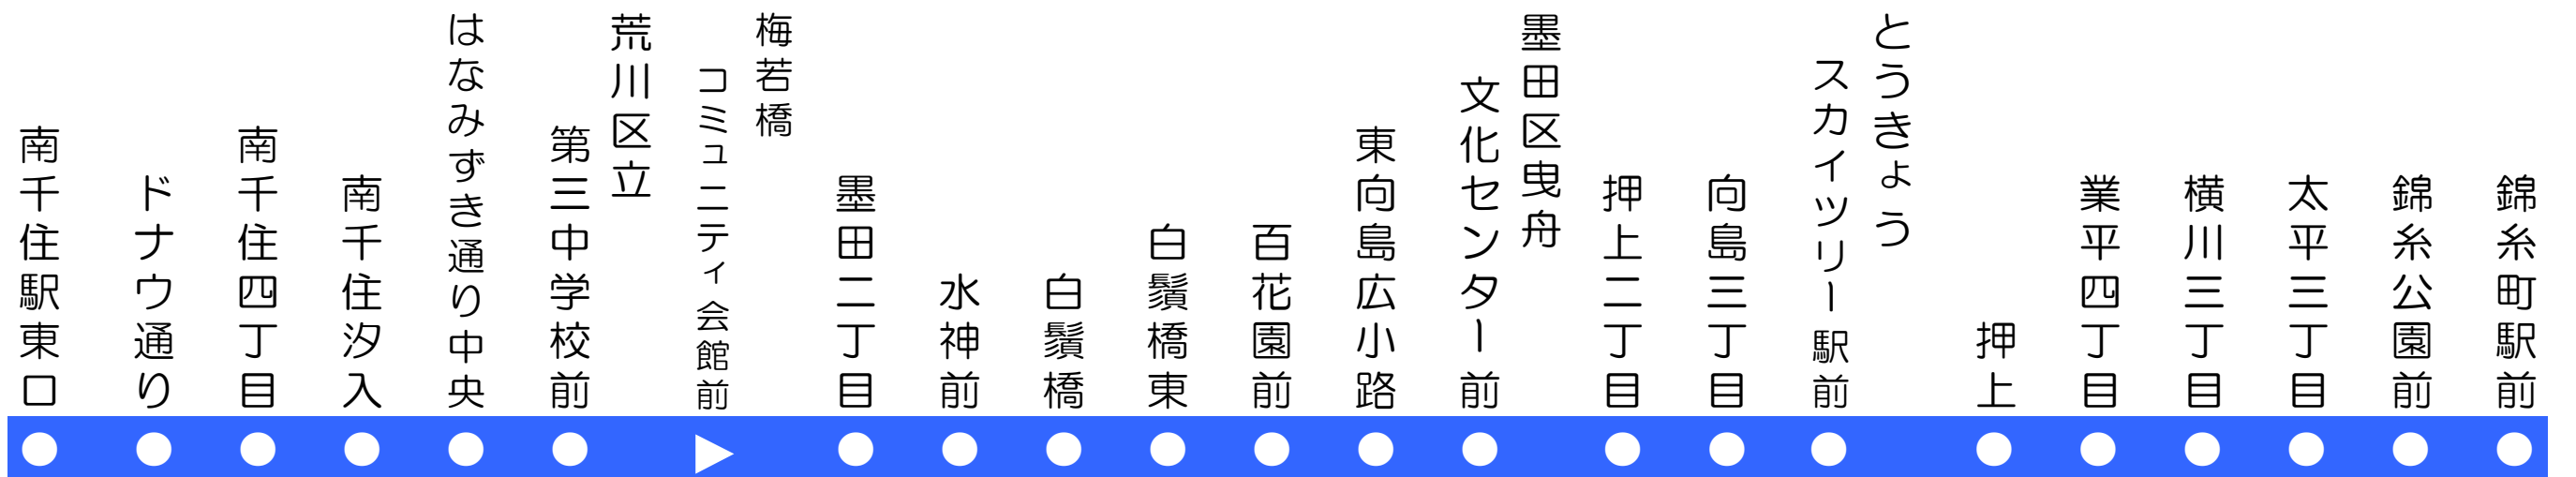 南千住駅東口
ドナウ通り
南千住四丁目
南千住汐入
はなみずき通り中央
荒川区立
第三中学校前
梅若橋
コミュニティ会館前
墨田二丁目
水神前
白鬚橋
白鬚橋東
百花園前
東向島広小路
墨田区曳舟
文化センター前
押上二丁目
向島三丁目
とうきょう
スカイツリー駅前
押上
業平四丁目
横川三丁目
太平三丁目
錦糸公園前
錦糸町駅前